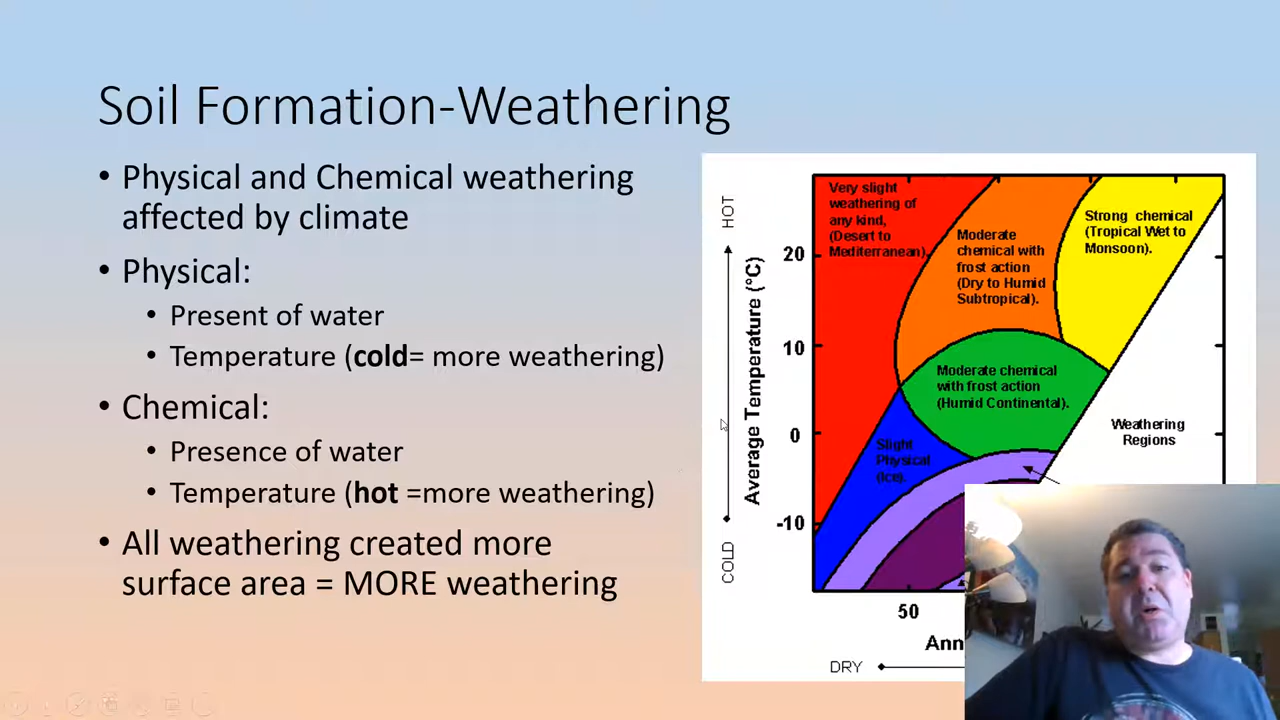 Soil Formation-Weathering
• Physical and Chemical weathering
affected by climate
• Physical:
• Present of water
• Temperature (cold= more weathering)
• Chemical:
• Presence of water
• Temperature (hot =more weathering)
• All weathering created more
surface area = MORE weathering
HOT
COLD
Average Temperature (°C)
20
10
0
-10
Very slight
weathering of
any kind,
(Desert to
Mediterranean).
Moderate
chemical with
frost action
(Dry to Humid
Subtropical).
Strong chemical
(Tropical Wet to
Monsoon).
Moderate chemical
with frost action
(Humid Continental).
Slight
Physical
(Ice).
Weathering
Regions
50
Ann
DRY